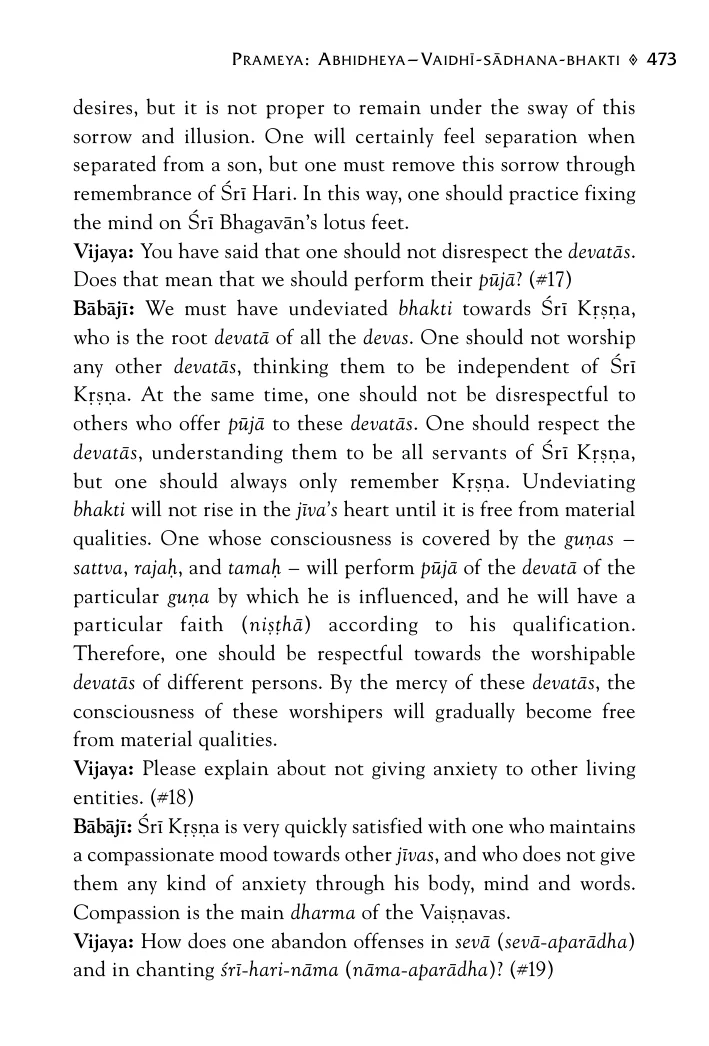 PRAMEYA: ABHIDHEYA–VAIDHĪ-SĀDHANA-BHAKTI ◈ 473
desires, but it is not proper to remain under the sway of this
sorrow and illusion. One will certainly feel separation when
separated from a son, but one must remove this sorrow through
remembrance of Śrī Hari. In this way, one should practice fixing
the mind on Śrī Bhagavān's lotus feet.
Vijaya: You have said that one should not disrespect the devatās.
Does that mean that we should perform their pūjā? (#17)
Bābājī: We must have undeviated bhakti towards Śrī Kṛṣṇa,
who is the root devatā of all the devas. One should not worship
any other devatās, thinking them to be independent of Śrī
Kṛṣṇa. At the same time, one should not be disrespectful to
others who offer pūjā to these devatās. One should respect the
devatās, understanding them to be all servants of Śrī Kṛṣṇa,
but one should always only remember Kṛṣṇa. Undeviating
bhakti will not rise in the jīva's heart until it is free from material
qualities. One whose consciousness is covered by the guṇas –
sattva, rajaḥ, and tamaḥ – will perform pūjā of the devatā of the
particular guṇa by which he is influenced, and he will have a
particular faith (niṣṭhā) according to his qualification.
Therefore, one should be respectful towards the worshipable
devatās of different persons. By the mercy of these devatās, the
consciousness of these worshipers will gradually become free
from material qualities.
Vijaya: Please explain about not giving anxiety to other living
entities. (#18)
Bābājī: Śrī Kṛṣṇa is very quickly satisfied with one who maintains
a compassionate mood towards other jīvas, and who does not give
them any kind of anxiety through his body, mind and words.
Compassion is the main dharma of the Vaiṣṇavas.
Vijaya: How does one abandon offenses in sevā (sevā-aparādha)
and in chanting śrī-hari-nāma (nāma-aparādha)? (#19)